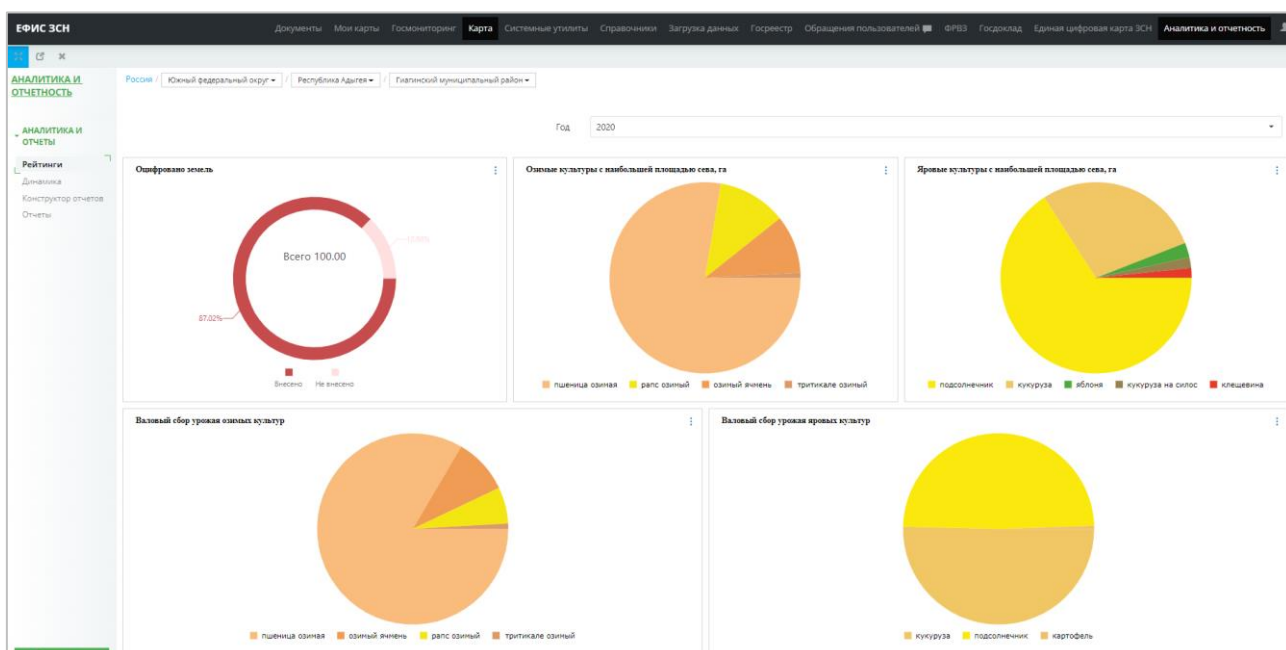 ЕФИС ЗСН
Документы Мои карты Госмониторинг Карта Системные утилиты Справочники Загрузка данных Госреестр Обращения пользователей ФРВЗ Госдоклад Единая цифровая карта ЗСН Аналитика и отчетность
АНАЛИТИКА И
ОТЧЕТНОСТЬ
Россия / Южный федеральный округ / Республика Адыгея / Гиагинский муниципальный район
Год 2020
АНАЛИТИКА И
ОТЧЕТЫ
Рейтинги
Динамика
Конструктор отчетов
Отчеты
Оцифровано земель
Всего 100.00
87.02%
Внесено Не внесено
Озимые культуры с наибольшей площадью сева, га
пшеница озимая рапс озимый озимый ячмень тритикале озимый
Яровые культуры с наибольшей площадью сева, га
подсолнечник кукуруза яблоня кукуруза на силос клещевина
Валовый сбор урожая озимых культур
пшеница озимая озимый ячмень рапс озимый тритикале озимый
Валовый сбор урожая яровых культур
кукуруза подсолнечник картофель